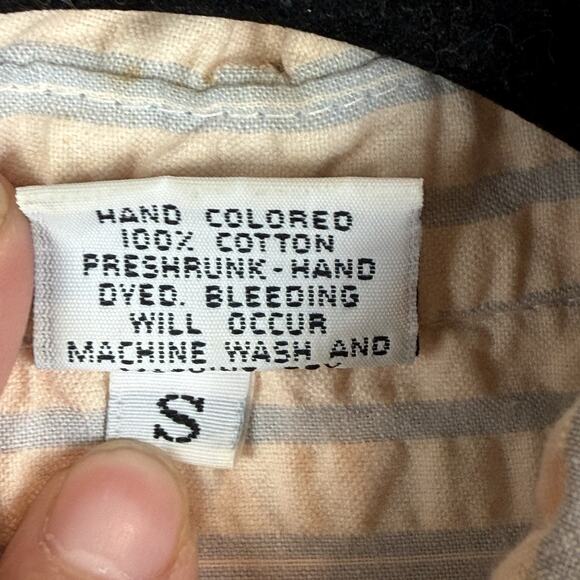 HAND COLORED
100% COTTON
PRESHRUNK-HAND
DYED. BLEEDING
WILL OCCUR
MACHINE WASH AND
S